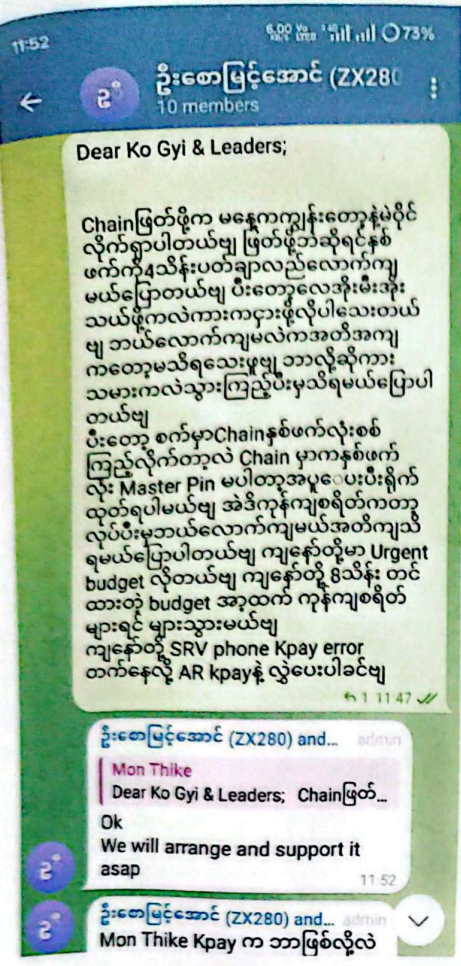 11:52
6.00 KB/S Vo LTE 73%
ဦးစောမြင့်အောင် (ZX280
10 members
Dear Ko Gyi & Leaders;
Chainဖြတ်ဖို့က မနေ့ကကျွန်းတော့နဲ့မဲဝိုင်
လိုက်ရှာပါတယ်ဗျ ဖြတ်ဖို့ဘဲဆိုရင်နှစ်
ဖက်ကို4သိန်းပတ်ချာလည်လောက်ကျ
မယ်ပြောတယ်ဗျ ပီးတော့လေအိုးမီးအိုး
သယ်ဖို့ကလဲကားကငှားဖို့လိုပါသေးတယ်
ဗျ ဘယ်လောက်ကျမလဲကအတိအကျ
ကတော့မသိရသေးဖူဗျ ဘာလို့ဆိုကား
သမားကလဲသွားကြည့်ပီးမှသိရမယ်ပြောပါ
တယ်ဗျ
ပီးတော့ စက်မှာChainနှစ်ဖက်လုံးစစ်
ကြည့်လိုက်တာ့လဲ Chain မှာကနှစ်ဖက်
လုံး Master Pin မပါတာ့အပူပေးပီးရိုက်
ထုတ်ရပါမယ်ဗျ အဲဒိကုန်ကျစရိတ်ကတာ့
လုပ်ပီးမှဘယ်လောက်ကျမယ်အတိကျသိ
ရမယ်ပြောပါတယ်ဗျ ကျနော်တို့မာ Urgent
budget လိုတယ်ဗျ ကျနော်တို့ 8သိန်း တင်
ထားတဲ့ budget အာ့ထက် ကုန်ကျစရိတ်
များရင် များသွားမယ်ဗျ
ကျနော်တို့ SRV phone Kpay error
တက်နေလို့ AR kpayနဲ့ လွှဲပေးပါခင်ဗျ
1 11:47
ဦးစောမြင့်အောင် (ZX280) and... admin
Mon Thike
Dear Ko Gyi & Leaders; Chainဖြတ်...
Ok
We will arrange and support it
asap
11:52
ဦးစောမြင့်အောင် (ZX280) and... admin
Mon Thike Kpay က ဘာဖြစ်လို့လဲ